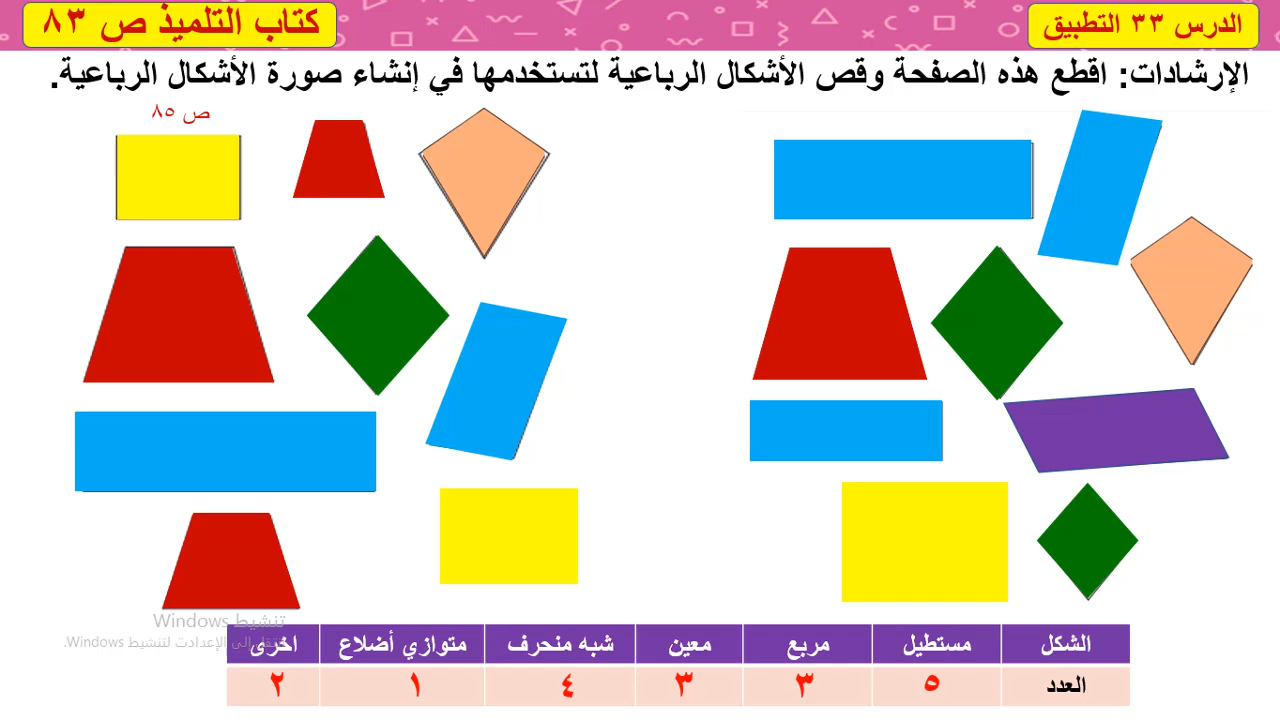 الدرس ٣٣ التطبيق
كتاب التلميذ ص ٨٣
الإرشادات: اقطع هذه الصفحة وقص الأشكال الرباعية لتستخدمها في إنشاء صورة الأشكال الرباعية.
ص ٨٥
تنشيط Windows
انتقل إلى الإعدادت لتنشيط Windows.
الشكل مستطيل مربع معين شبه منحرف متوازي أضلاع اخرى
العدد ٥ ٣ ٣ ٤ ١ ٢